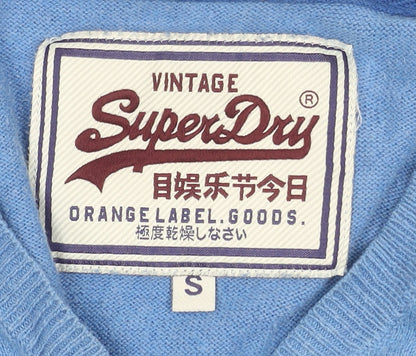 VINTAGE
SuperDry®
目娱乐节今日
ORANGE LABEL.GOODS.
極度乾燥しなさい
S